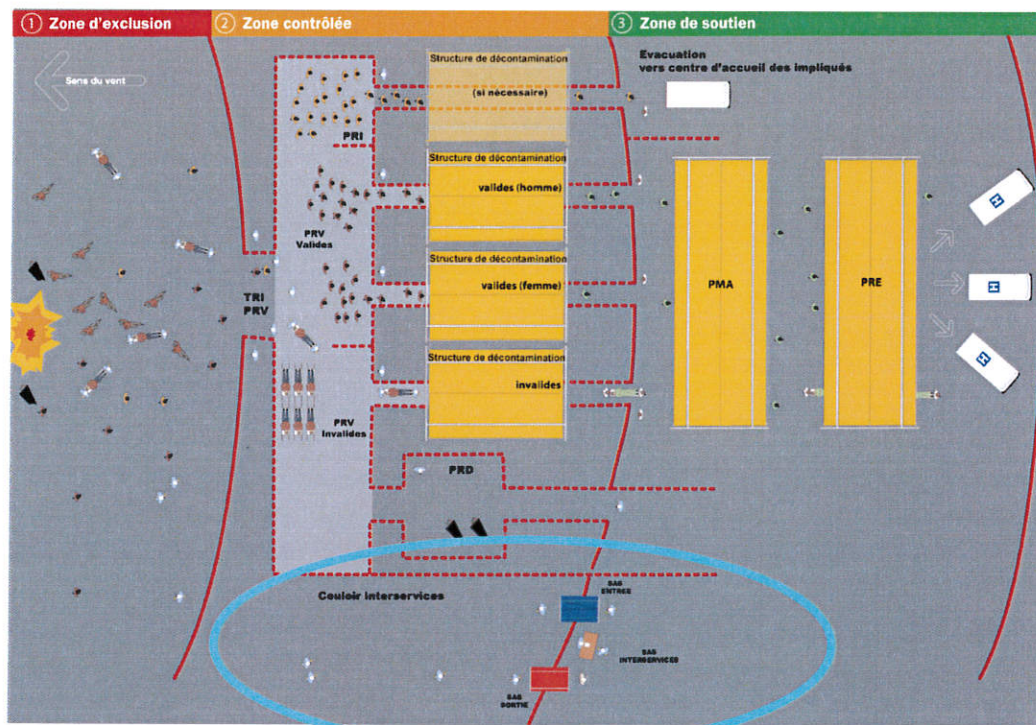 1 Zone d'exclusion
2 Zone contrôlée
3 Zone de soutien
Sens du vent
Structure de décontamination
(si nécessaire)
Evacuation
vers centre d'accueil des impliqués
PRI
Structure de décontamination
valides (homme)
PRV
Valides
Structure de décontamination
valides (femme)
TRI
PRV
PMA
PRE
H
H
H
Structure de décontamination
invalides
PRV
Invalides
PRD
Couloir interservices
SAS
ENTREE
SAS
INTERSERVICES
SAS
SORTIE